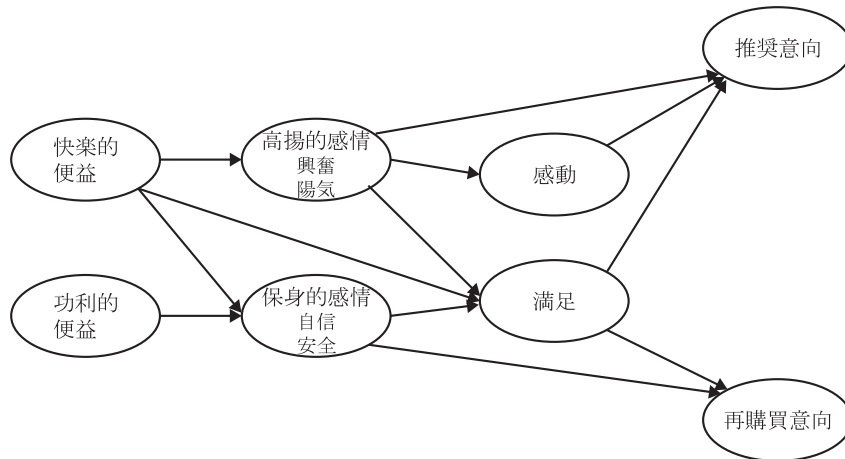 推奨意向
快楽的
便益
高揚的感情
興奮
陽気
感動
功利的
便益
保身的感情
自信
安全
満足
再購買意向